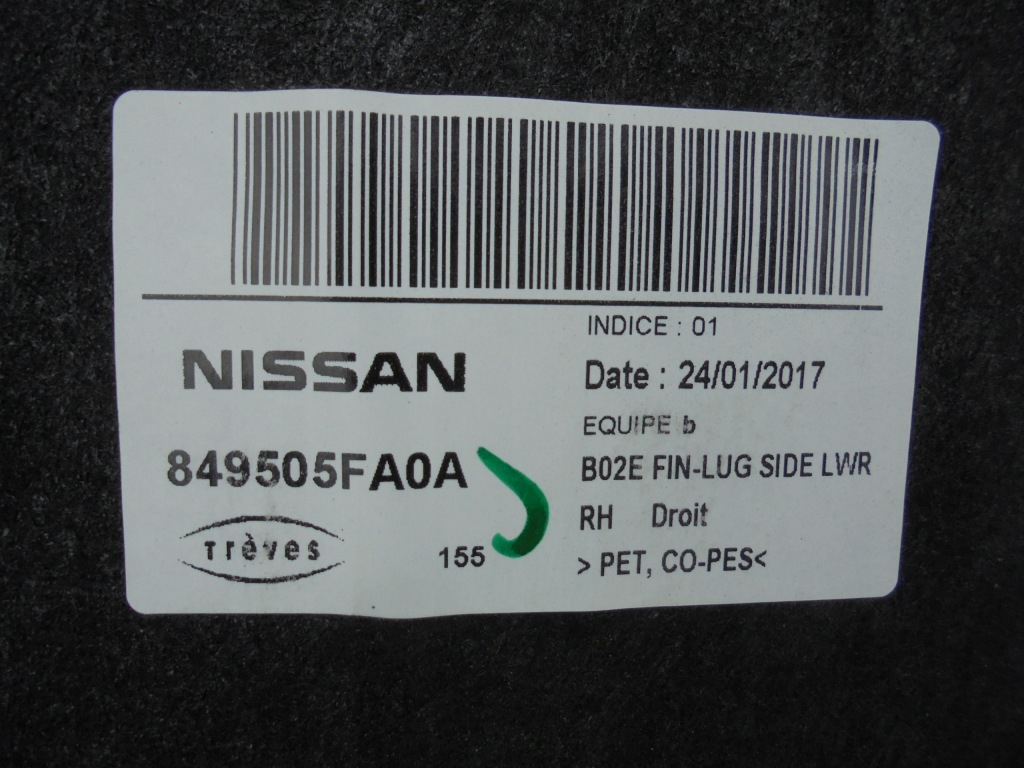 NISSAN
849505FA0A
Trèves
155
INDICE : 01
Date : 24/01/2017
EQUIPE b
B02E FIN-LUG SIDE LWR
RH Droit
> PET, CO-PES<